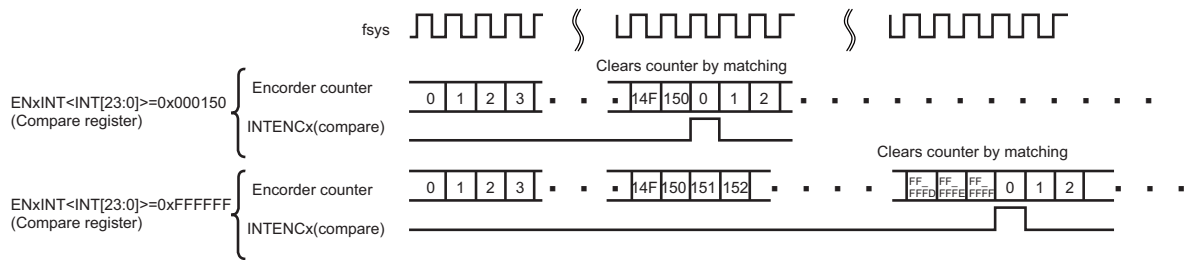 fsys
Clears counter by matching
ENxINT<INT[23:0]>=0x000150
(Compare register)
Encorder counter
0 1 2 3 14F 150 0 1 2
INTENCx(compare)
Clears counter by matching
ENxINT<INT[23:0]>=0xFFFFFF
(Compare register)
Encorder counter
0 1 2 3 14F 150 151 152 FF_FFFD FF_FFFE FF_FFFF 0 1 2
INTENCx(compare)